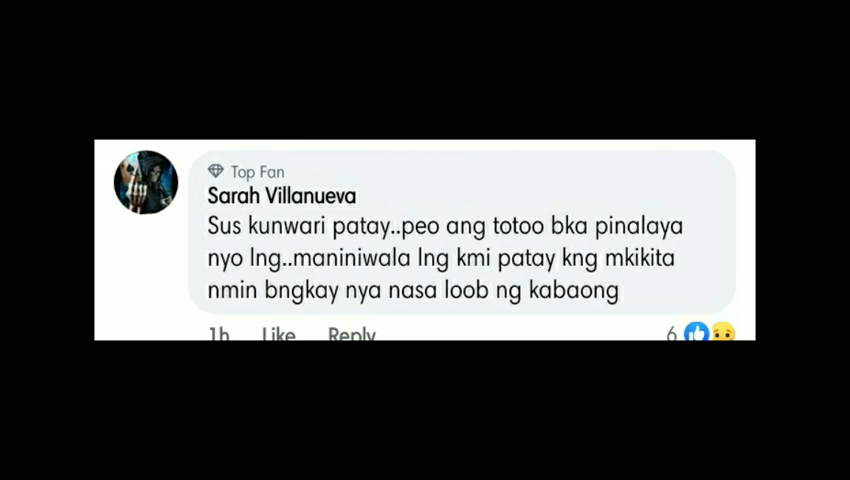 Top Fan
Sarah Villanueva
Sus kunwari patay..peo ang totoo bka pinalaya
nyo lng..maniniwala lng kmi patay kng mkikita
nmin bngkay nya nasa loob ng kabaong
1h Like Reply 6